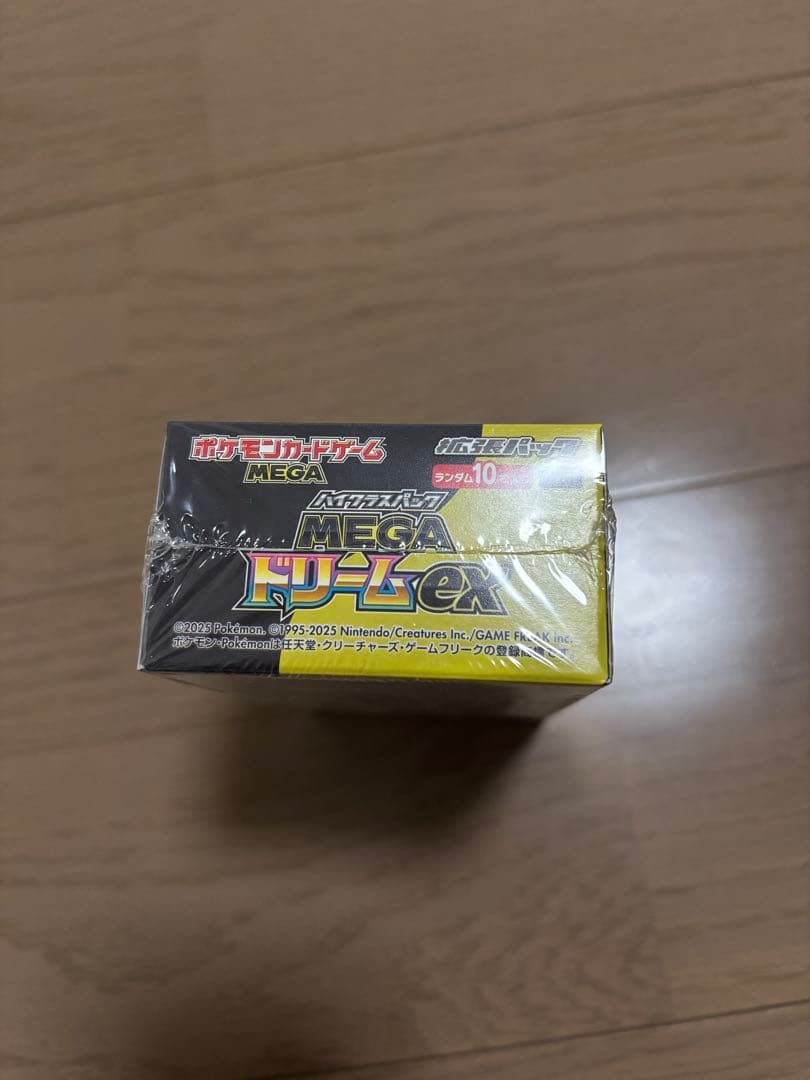 ポケモンカードゲーム
MEGA
拡張パック
ランダム10
ハイクラスパック
MEGA
ドリームex
©2025 Pokémon. ©1995-2025 Nintendo/Creatures Inc./GAME FREAK inc.
ポケモン・Pokémonは任天堂・クリーチャーズ・ゲームフリークの登録商標です。